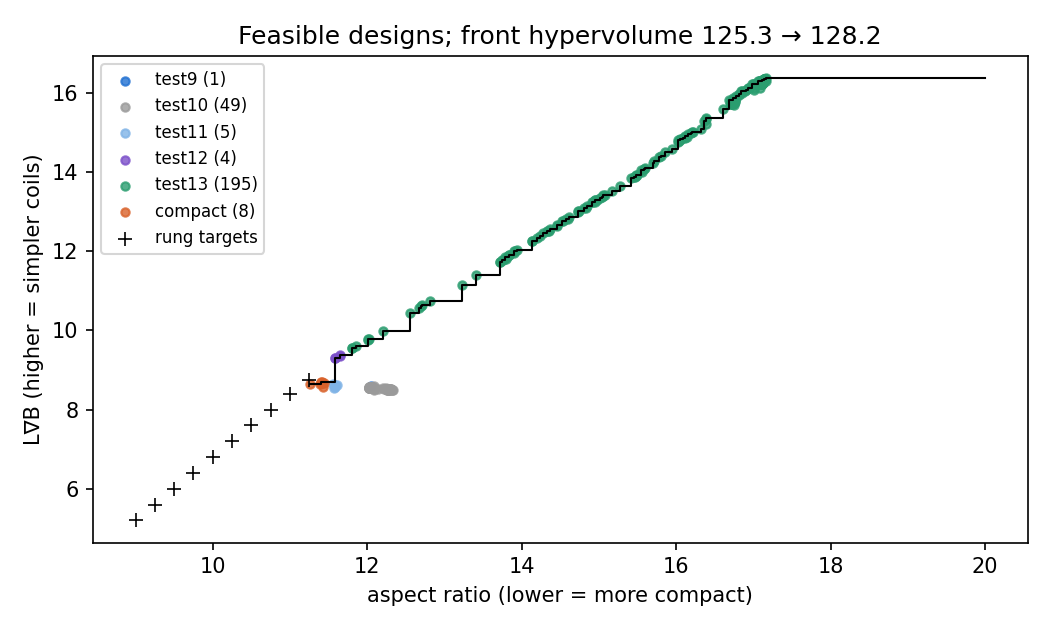 Feasible designs; front hypervolume 125.3 → 128.2
test9 (1)
test10 (49)
test11 (5)
test12 (4)
test13 (195)
compact (8)
rung targets
L∇B (higher = simpler coils)
16
14
12
10
8
6
10 12 14 16 18 20
aspect ratio (lower = more compact)